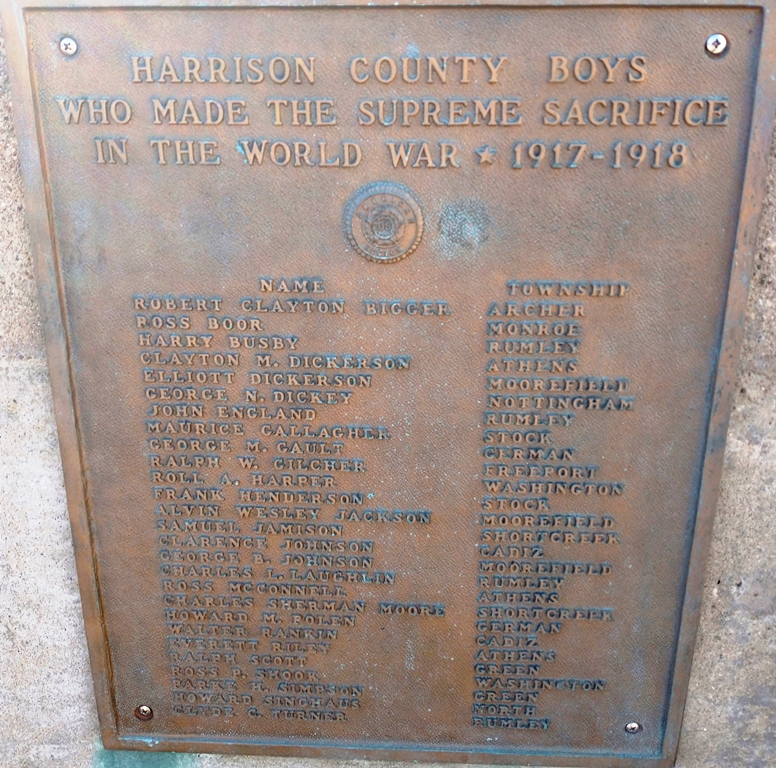 HARRISON COUNTY BOYS
WHO MADE THE SUPREME SACRIFICE
IN THE WORLD WAR ★ 1917-1918
NAME TOWNSHIP
ROBERT CLAYTON BIGGER ARCHER
ROSS BOOR MONROE
HARRY BUSBY RUMLEY
CLAYTON M. DICKERSON ATHENS
ELLIOTT DICKERSON MOOREFIELD
GEORGE N. DICKEY NOTTINGHAM
JOHN ENGLAND RUMLEY
MAURICE GALLAGHER STOCK
GEORGE M. GAULT GERMAN
RALPH W. GILCHER FREEPORT
ROLL A. HARPER WASHINGTON
FRANK HENDERSON STOCK
ALVIN WESLEY JACKSON MOOREFIELD
SAMUEL JAMISON SHORTCREEK
CLARENCE JOHNSON CADIZ
GEORGE B. JOHNSON MOOREFIELD
CHARLES L. LAUGHLIN RUMLEY
ROSS MCCONNELL ATHENS
CHARLES SHERMAN MOORE SHORTCREEK
HOWARD M. POLEN GERMAN
WALTER RANKIN CADIZ
EVERETT RILEY ATHENS
RALPH SCOTT GREEN
ROSS P. SHOOK WASHINGTON
PARKE H. SIMPSON GREEN
HOWARD SINGHAUS NORTH
CLYDE C. TURNER RUMLEY